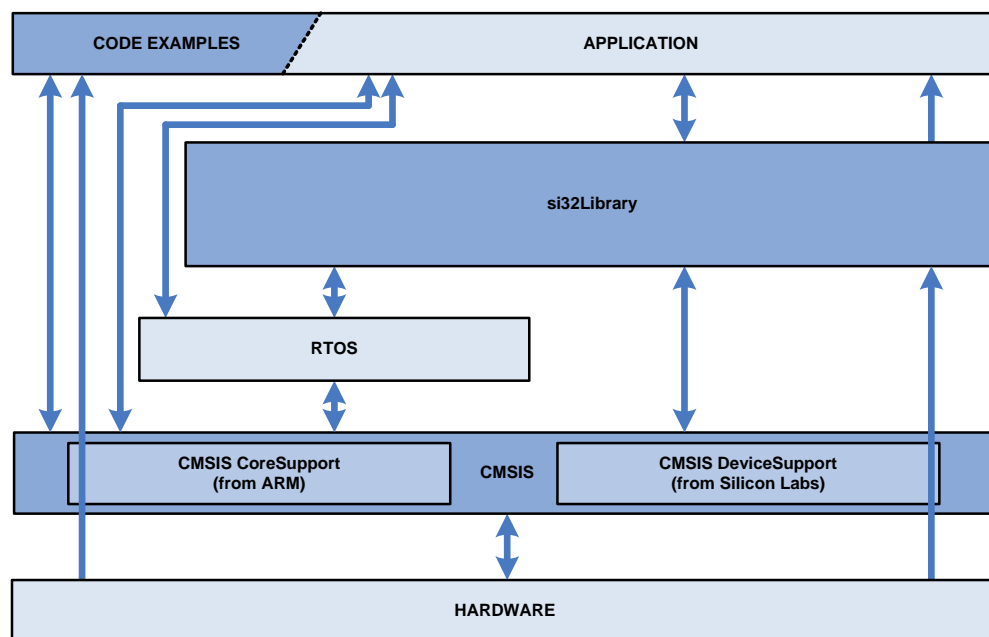 CODE EXAMPLES
APPLICATION
si32Library
RTOS
CMSIS CoreSupport
(from ARM)
CMSIS
CMSIS DeviceSupport
(from Silicon Labs)
HARDWARE